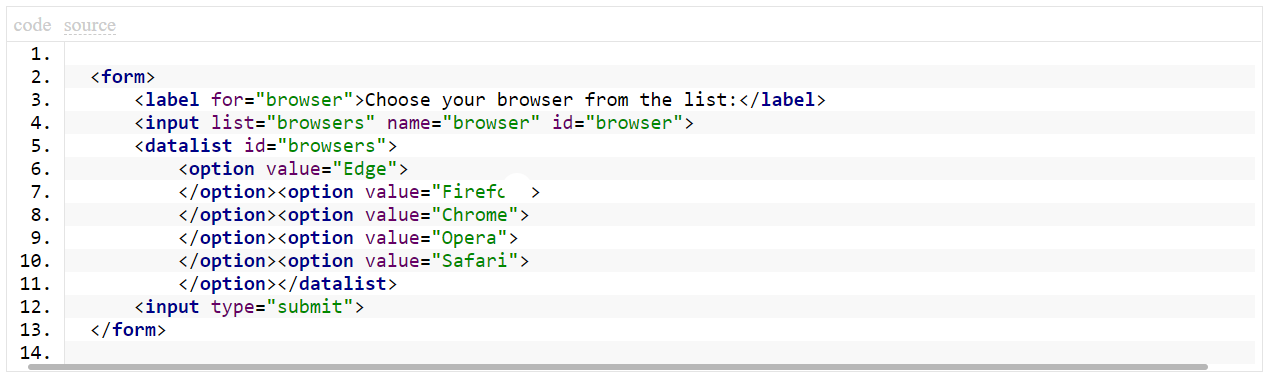 code source
1.
2. <form>
3. <label for="browser">Choose your browser from the list:</label>
4. <input list="browsers" name="browser" id="browser">
5. <datalist id="browsers">
6. <option value="Edge">
7. </option><option value= >
8. </option><option value="Chrome">
9. </option><option value="Opera">
10. </option><option value="Safari">
11. </option></datalist>
12. <input type="submit">
13. </form>
14.